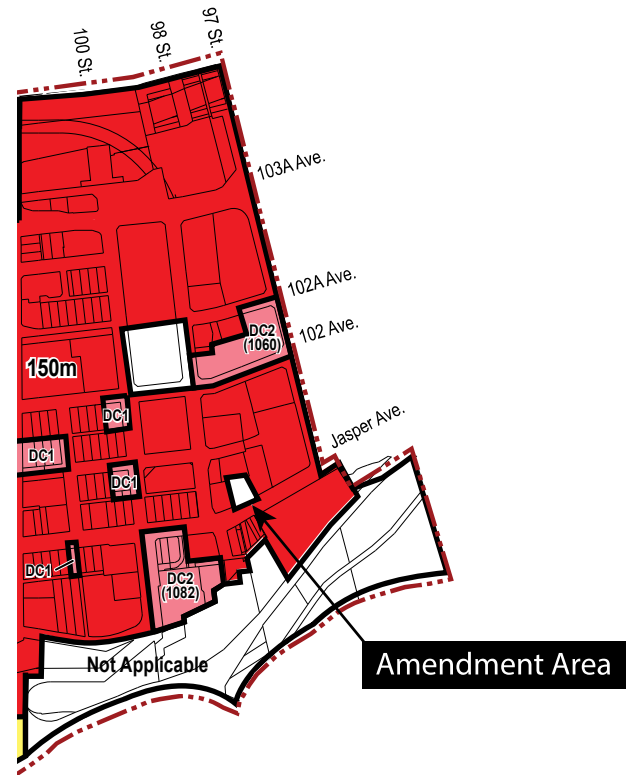 100 St.
98 St.
97 St.
103A Ave.
102A Ave.
102 Ave.
DC2
(1060)
150m
DC1
Jasper Ave.
DC1
DC1
DC1
DC2
(1082)
Not Applicable
Amendment Area